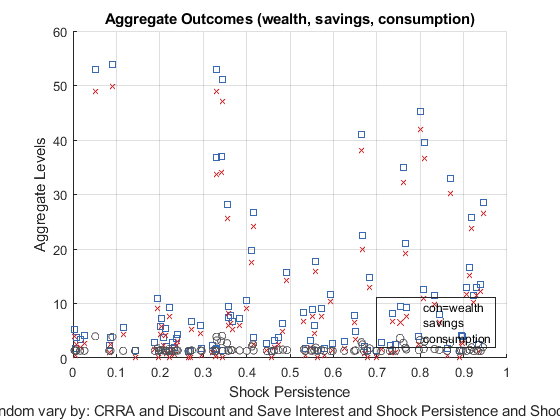 Aggregate Outcomes (wealth, savings, consumption)
60
50
40
30
20
10
0
Aggregate Levels
0 0.1 0.2 0.3 0.4 0.5 0.6 0.7 0.8 0.9 1
Shock Persistence
coh=wealth
savings
consumption
ndom vary by: CRRA and Discount and Save Interest and Shock Persistence and Sho